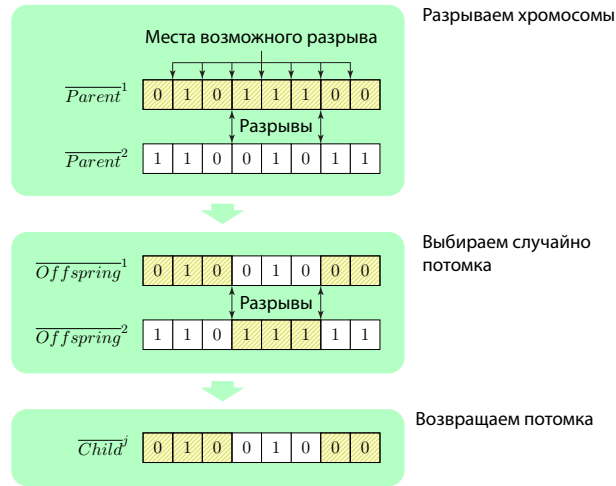 Разрываем хромосомы
Места возможного разрыва
Parent¹ 0 1 0 1 1 1 0 0
Разрывы
Parent² 1 1 0 0 1 0 1 1
Выбираем случайно
потомка
Offspring¹ 0 1 0 0 1 0 0 0
Разрывы
Offspring² 1 1 0 1 1 1 1 1
Возвращаем потомка
Childʲ 0 1 0 0 1 0 0 0